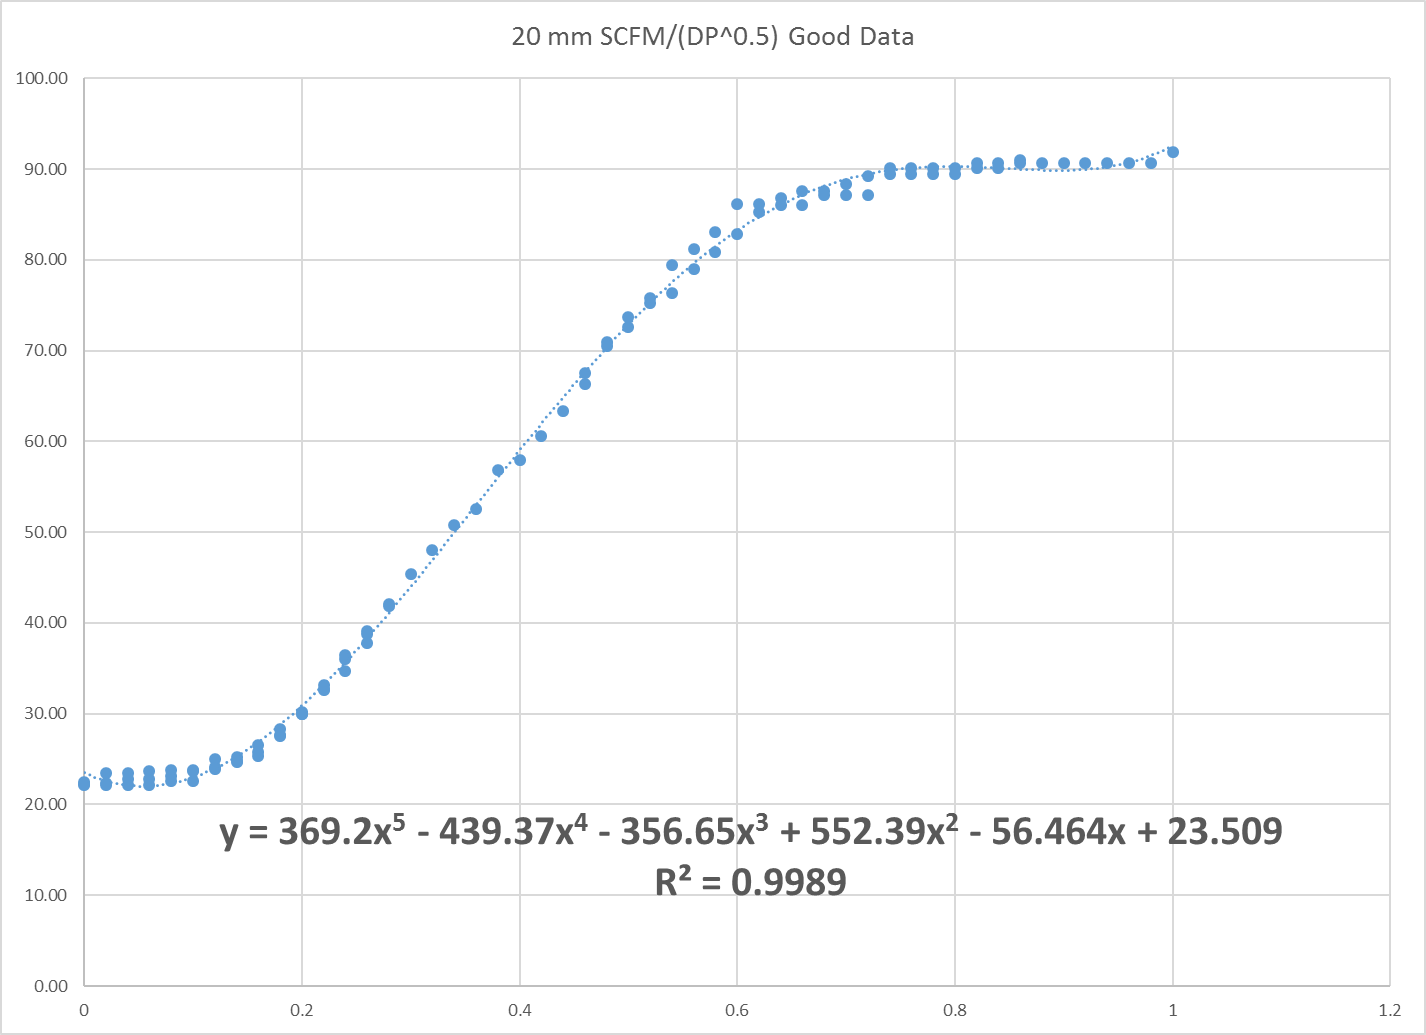 20 mm SCFM/(DP^0.5) Good Data
100.00
90.00
80.00
70.00
60.00
50.00
40.00
30.00
20.00
y = 369.2x⁵ - 439.37x⁴ - 356.65x³ + 552.39x² - 56.464x + 23.509
R² = 0.9989
10.00
0.00
0 0.2 0.4 0.6 0.8 1 1.2